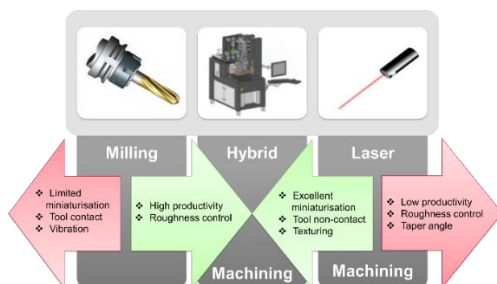 Milling
Hybrid
Laser
❖ Limited
miniaturisation
❖ Tool contact
❖ Vibration
❖ High productivity
❖ Roughness control
❖ Excellent
miniaturisation
❖ Tool non-contact
❖ Texturing
❖ Low productivity
❖ Roughness control
❖ Taper angle
Machining
Machining